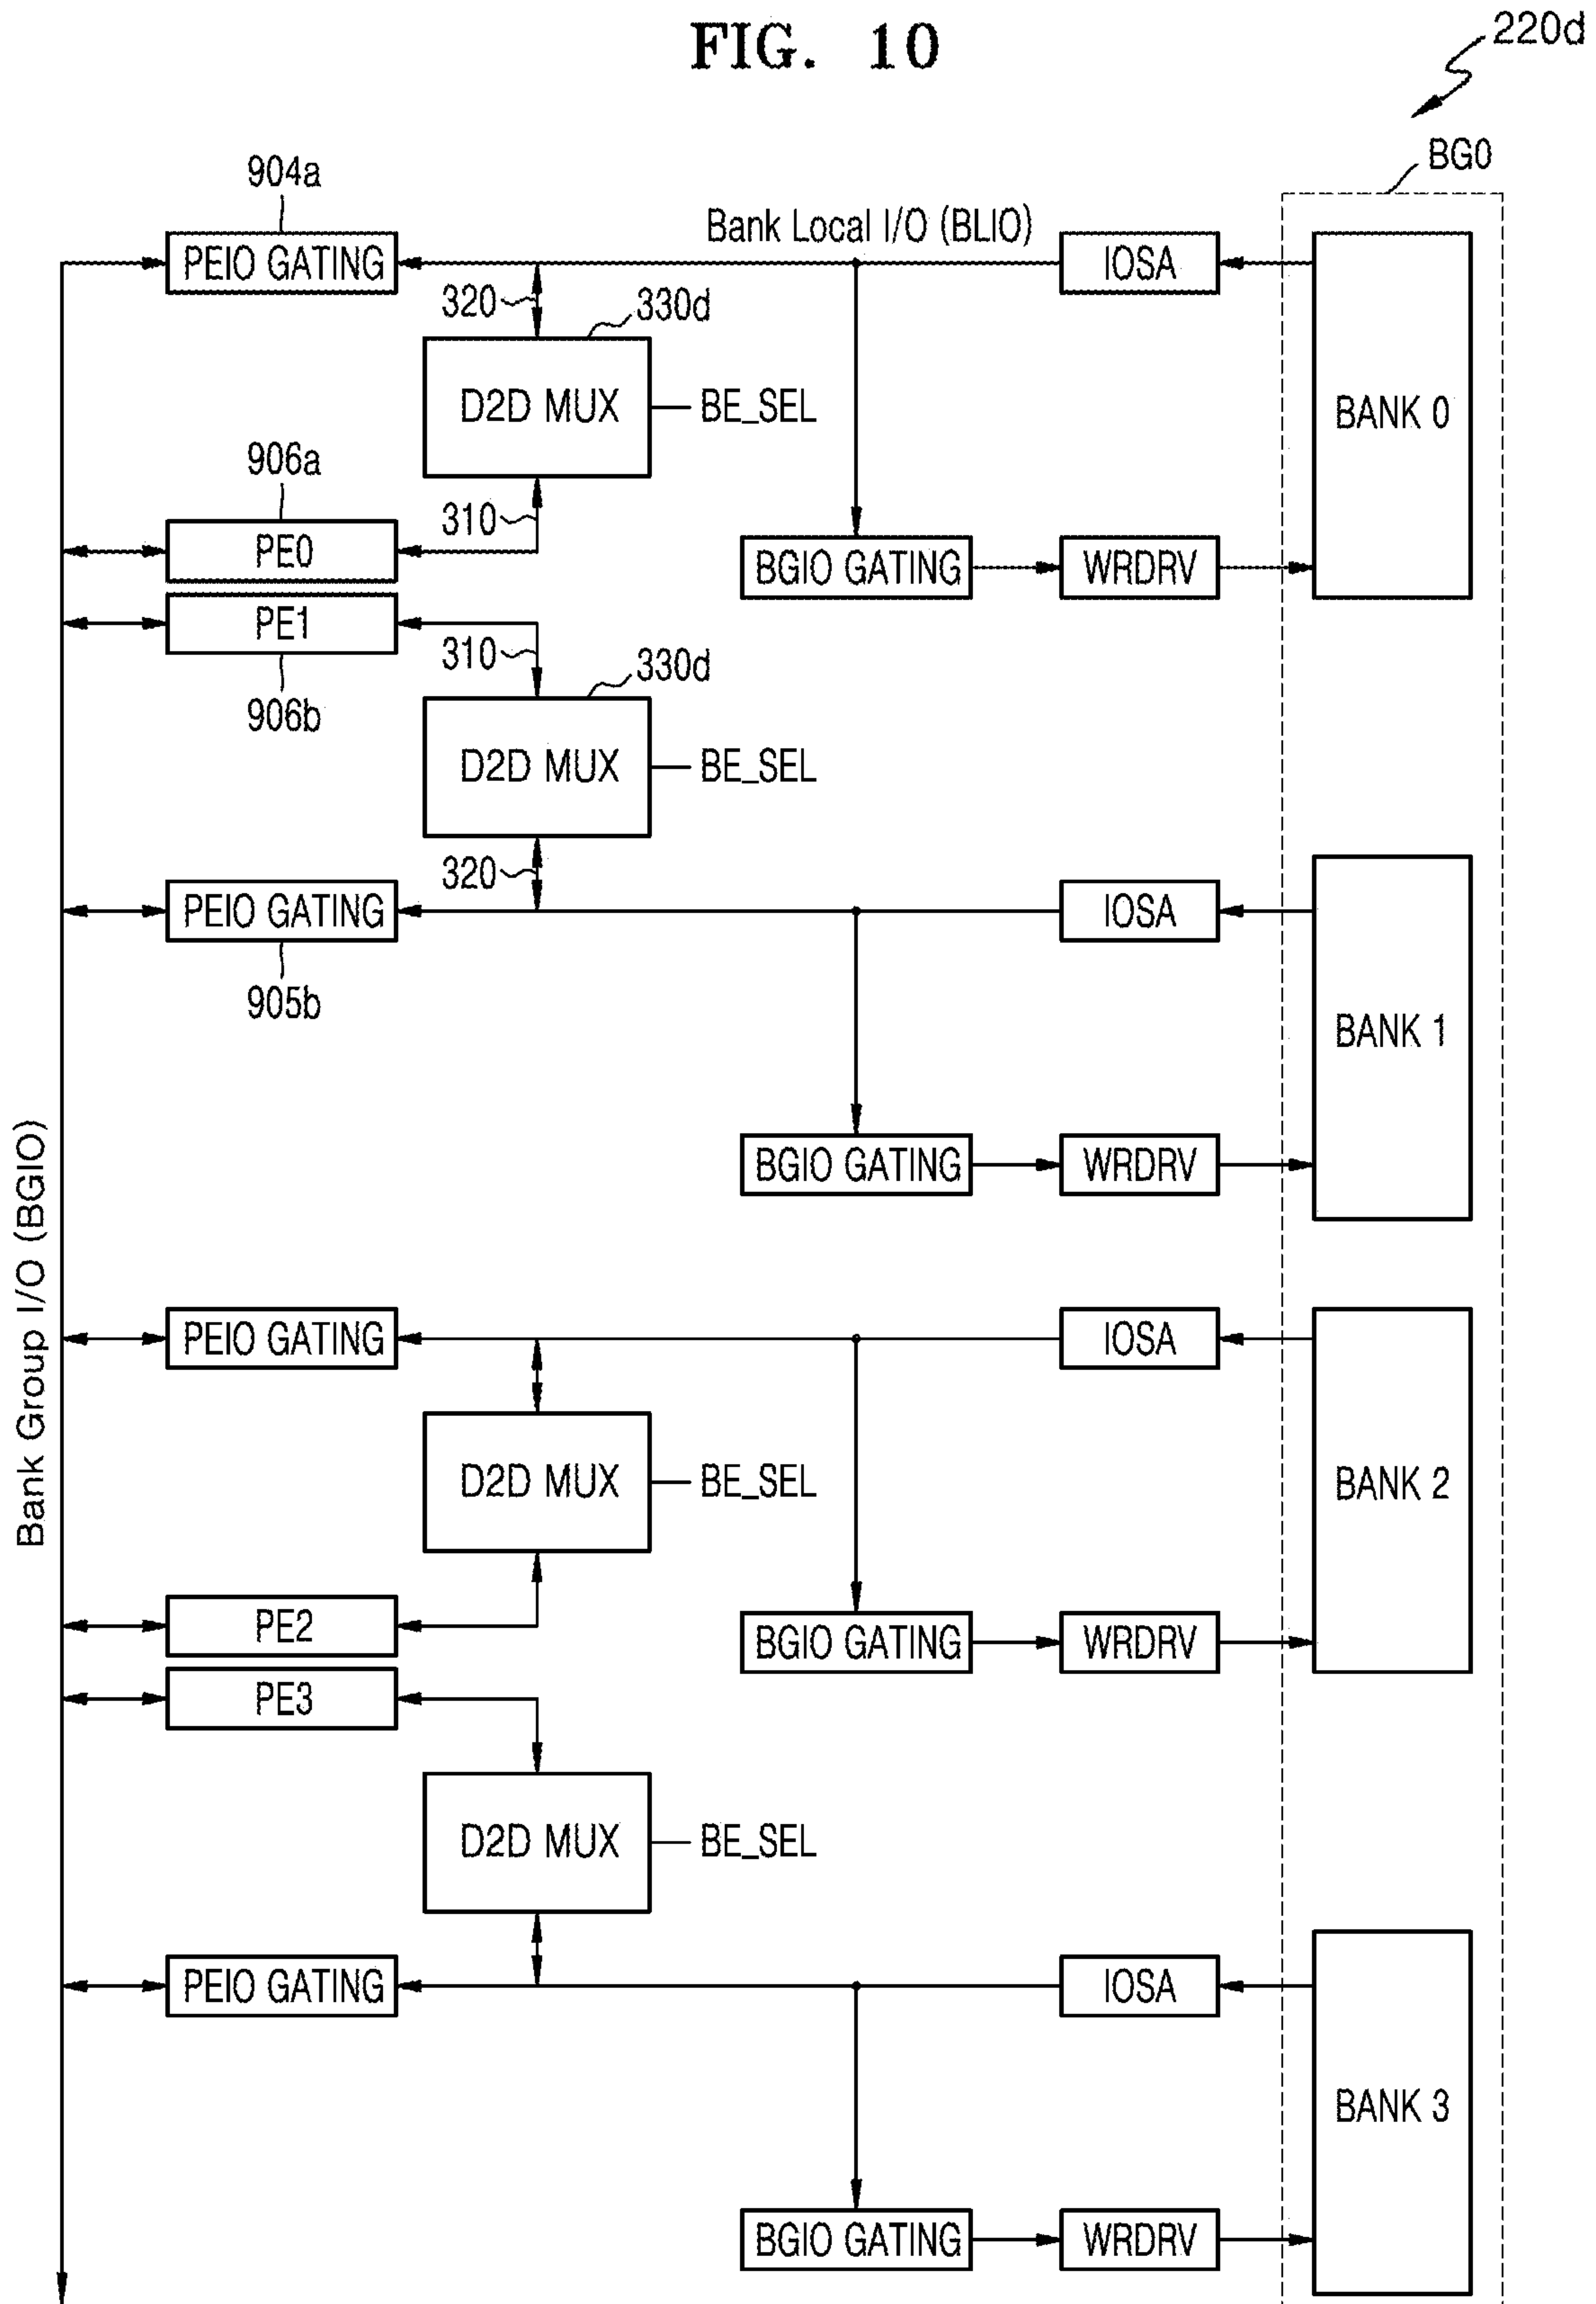 FIG. 10
220d
BG0
904a
Bank Local I/O (BLIO)
PEIO GATING
IOSA
320
330d
D2D MUX
BE_SEL
BANK 0
906a
310
PE0
BGIO GATING
WRDRV
PE1
310
330d
906b
D2D MUX
BE_SEL
320
PEIO GATING
IOSA
905b
BANK 1
BGIO GATING
WRDRV
Bank Group I/O (BGIO)
PEIO GATING
IOSA
D2D MUX
BE_SEL
BANK 2
PE2
BGIO GATING
WRDRV
PE3
D2D MUX
BE_SEL
PEIO GATING
IOSA
BANK 3
BGIO GATING
WRDRV